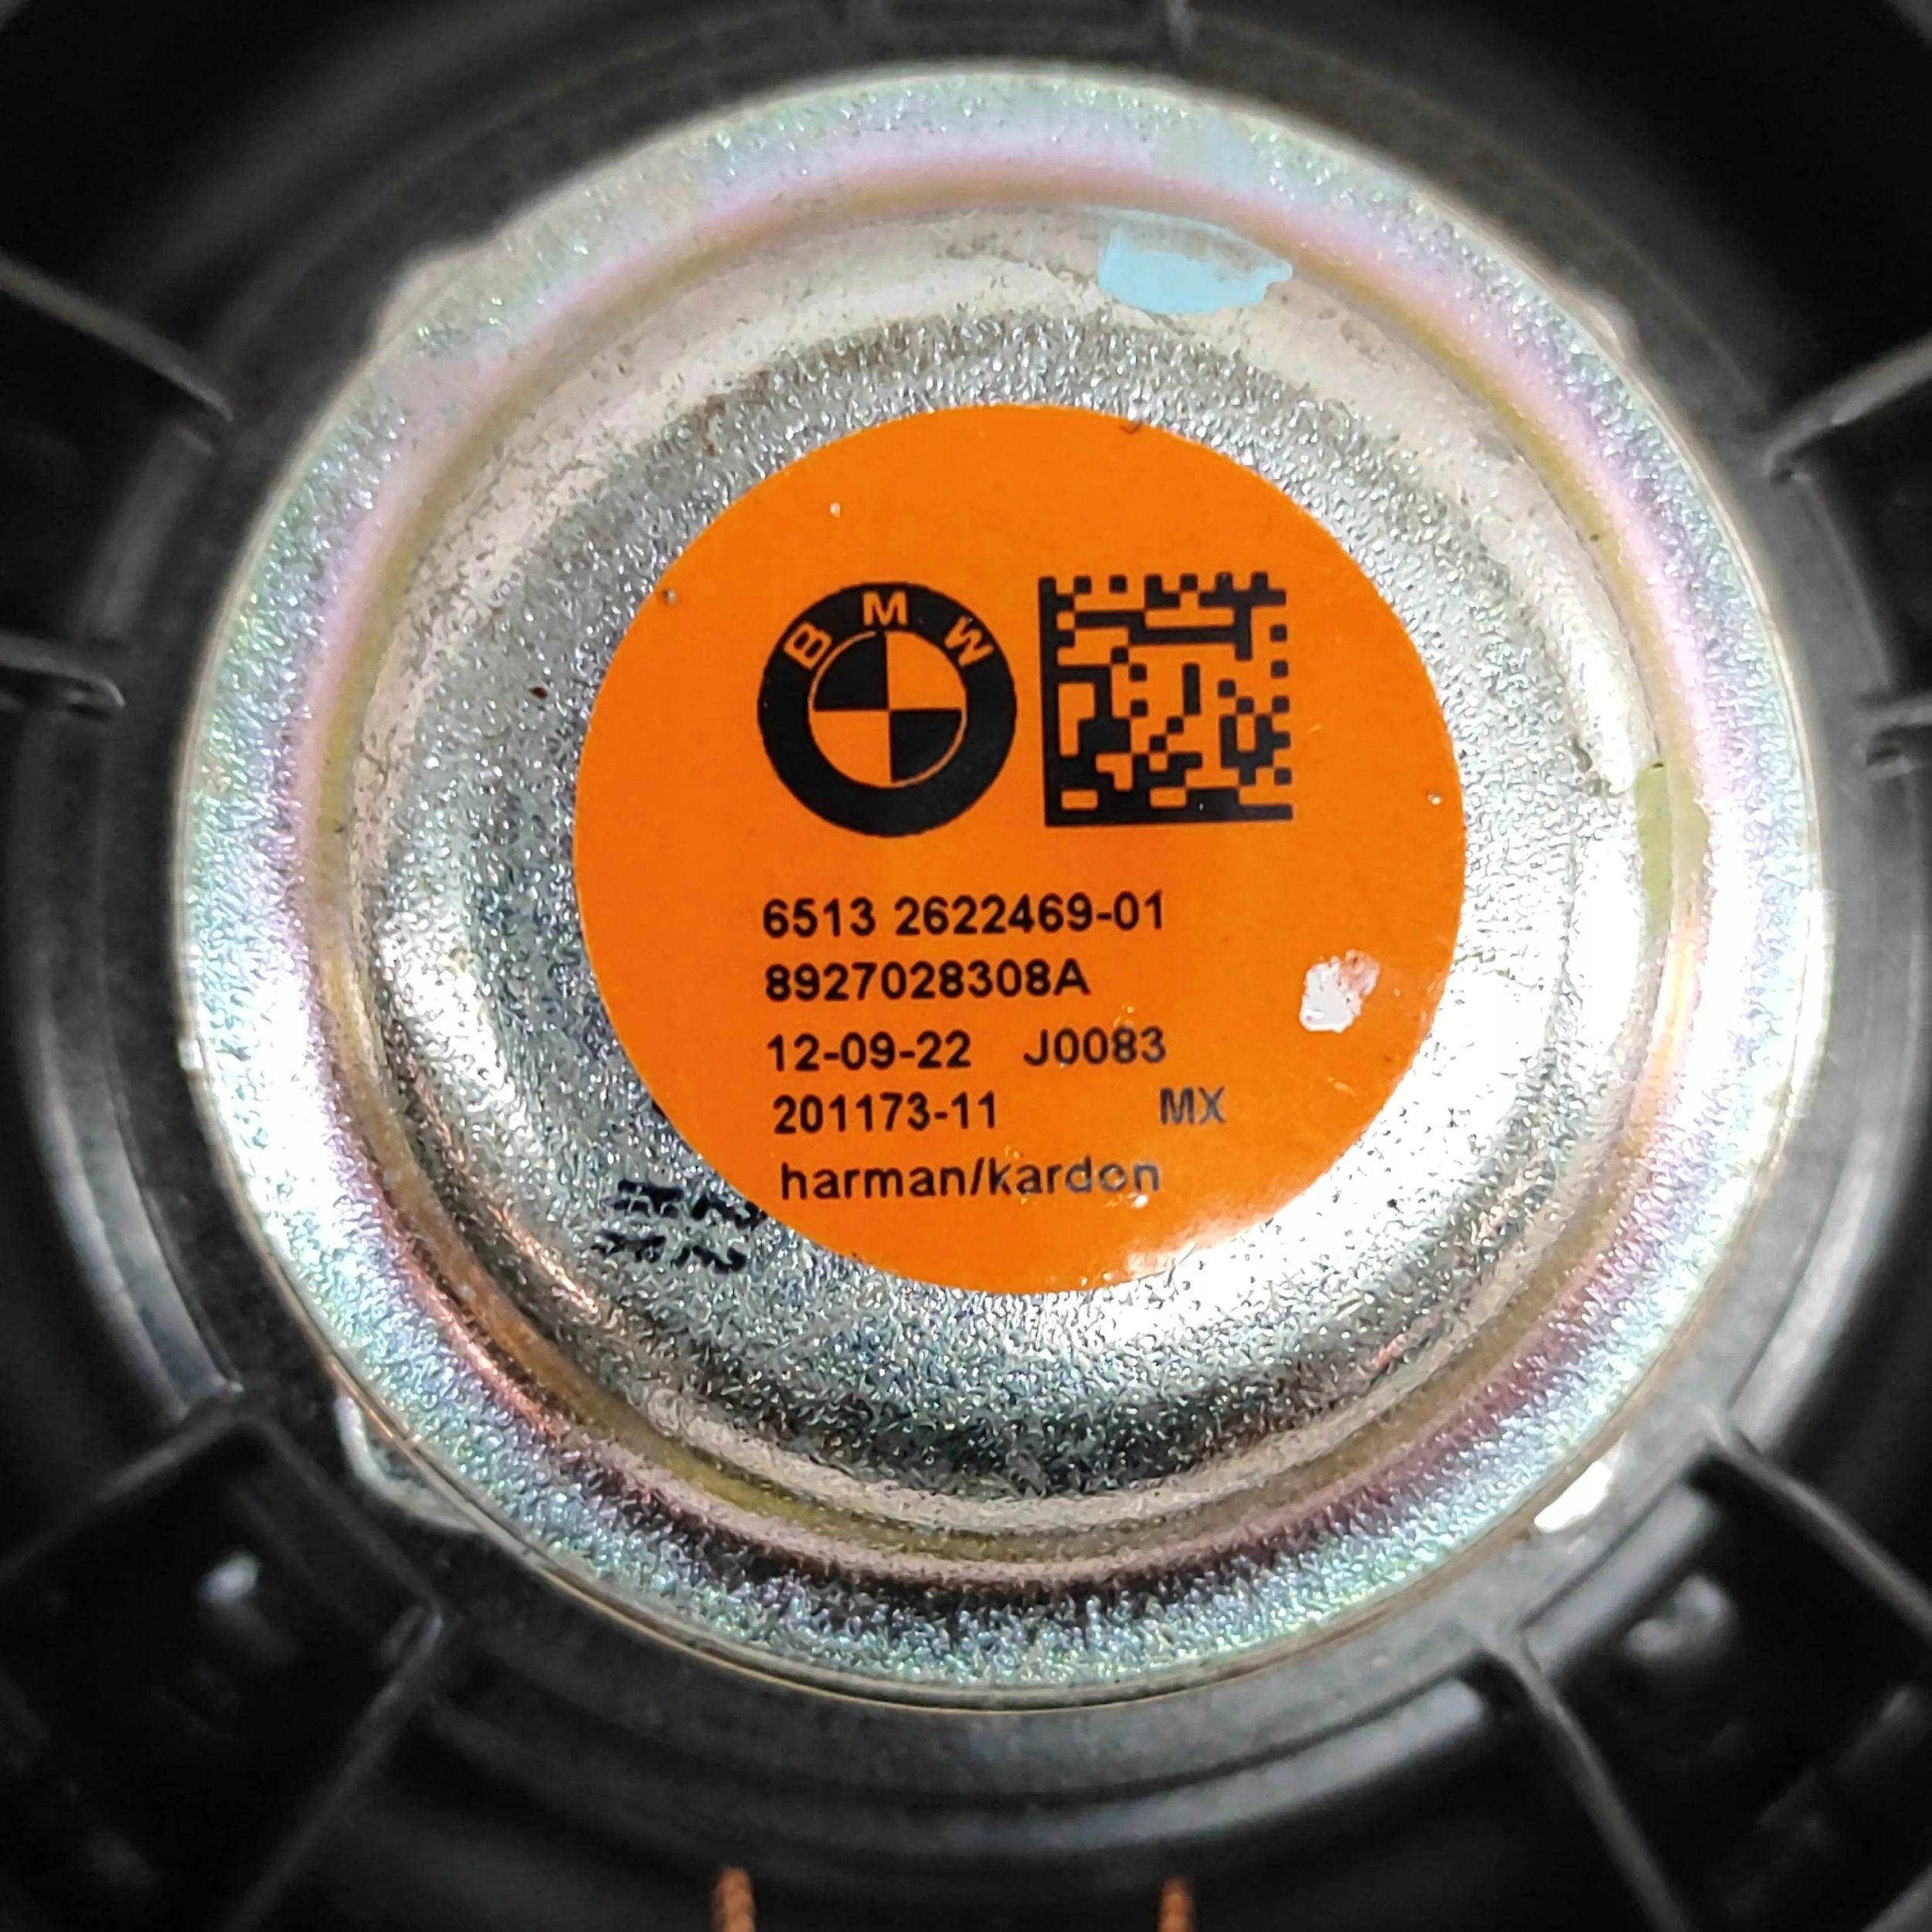 BMW
6513 2622469-01
8927028308A
12-09-22 J0083
201173-11 MX
harman/kardon